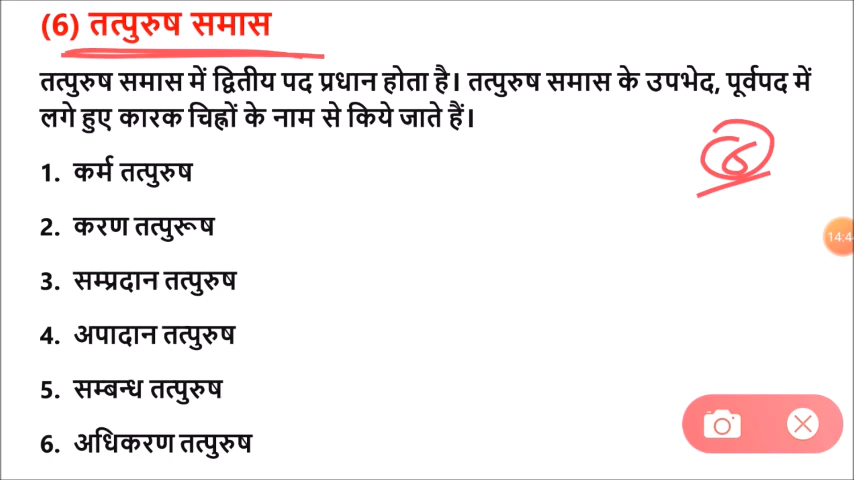 (6) तत्पुरुष समास
तत्पुरुष समास में द्वितीय पद प्रधान होता है। तत्पुरुष समास के उपभेद, पूर्वपद में
लगे हुए कारक चिह्नों के नाम से किये जाते हैं।
1. कर्म तत्पुरुष
2. करण तत्पुरूष
3. सम्प्रदान तत्पुरुष
4. अपादान तत्पुरुष
5. सम्बन्ध तत्पुरुष
6. अधिकरण तत्पुरुष